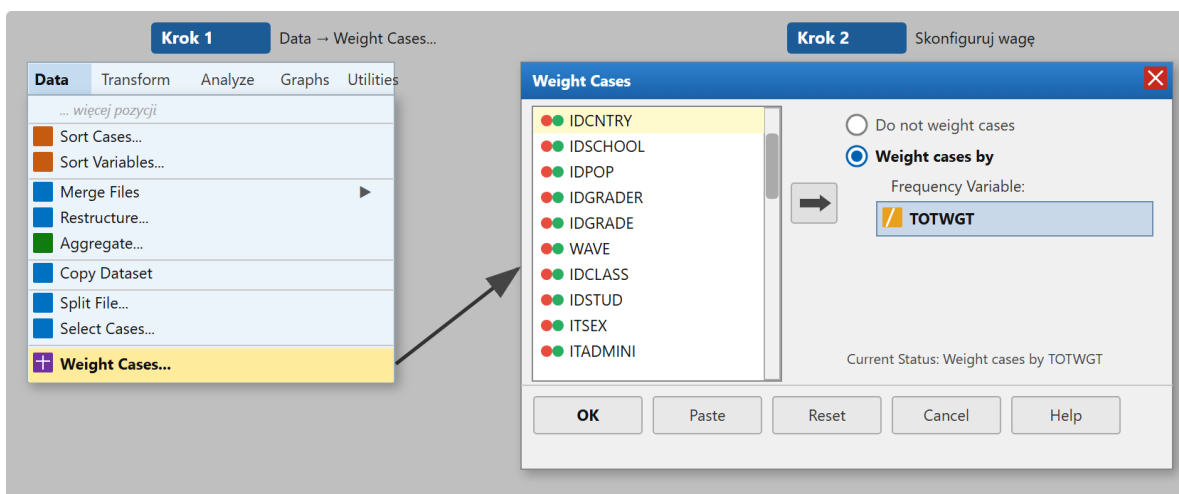 Krok 1
Data → Weight Cases...
Krok 2
Skonfiguruj wagę
Data Transform Analyze Graphs Utilities
... więcej pozycji
Sort Cases...
Sort Variables...
Merge Files
Restructure...
Aggregate...
Copy Dataset
Split File...
Select Cases...
Weight Cases...
Weight Cases
IDCNTRY
IDSCHOOL
IDPOP
IDGRADER
IDGRADE
WAVE
IDCLASS
IDSTUD
ITSEX
ITADMINI
Do not weight cases
Weight cases by
Frequency Variable:
TOTWGT
Current Status: Weight cases by TOTWGT
OK Paste Reset Cancel Help